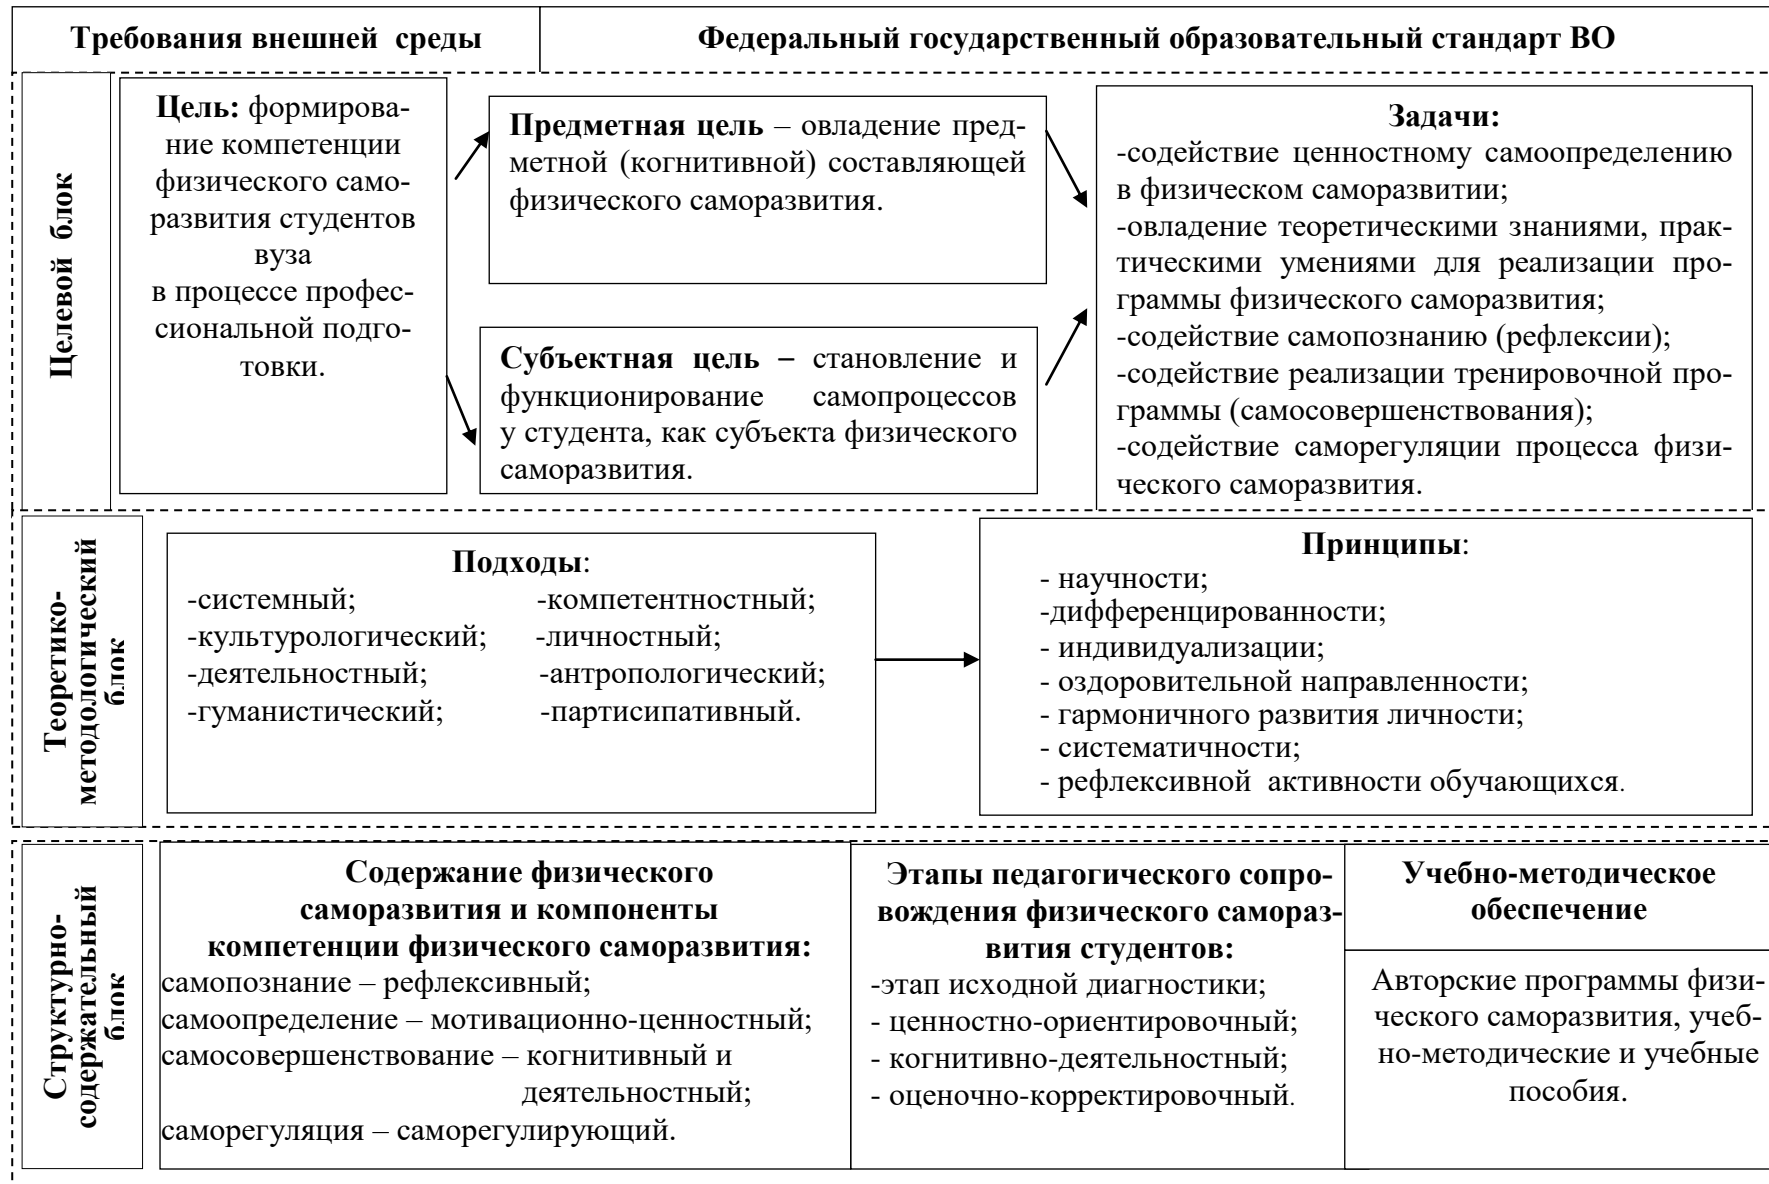 Требования внешней среды
Федеральный государственный образовательный стандарт ВО
Целевой блок
Цель: формирова-
ние компетенции
физического само-
развития студентов
вуза
в процессе профес-
сиональной подго-
товки.
Предметная цель – овладение пред-
метной (когнитивной) составляющей
физического саморазвития.
Субъектная цель – становление и
функционирование самопроцессов
у студента, как субъекта физического
саморазвития.
Задачи:
-содействие ценностному самоопределению
в физическом саморазвитии;
-овладение теоретическими знаниями, прак-
тическими умениями для реализации про-
граммы физического саморазвития;
-содействие самопознанию (рефлексии);
-содействие реализации тренировочной про-
граммы (самосовершенствования);
-содействие саморегуляции процесса физи-
ческого саморазвития.
Теоретико-
методологический
блок
Подходы:
-системный; -компетентностный;
-культурологический; -личностный;
-деятельностный; -антропологический;
-гуманистический; -партисипативный.
Принципы:
- научности;
-дифференцированности;
- индивидуализации;
- оздоровительной направленности;
- гармоничного развития личности;
- систематичности;
- рефлексивной активности обучающихся.
Структурно-
содержательный
блок
Содержание физического
саморазвития и компоненты
компетенции физического саморазвития:
самопознание – рефлексивный;
самоопределение – мотивационно-ценностный;
самосовершенствование – когнитивный и
деятельностный;
саморегуляция – саморегулирующий.
Этапы педагогического сопро-
вождения физического самораз-
вития студентов:
-этап исходной диагностики;
- ценностно-ориентировочный;
- когнитивно-деятельностный;
- оценочно-корректировочный.
Учебно-методическое
обеспечение
Авторские программы физи-
ческого саморазвития, учеб-
но-методические и учебные
пособия.